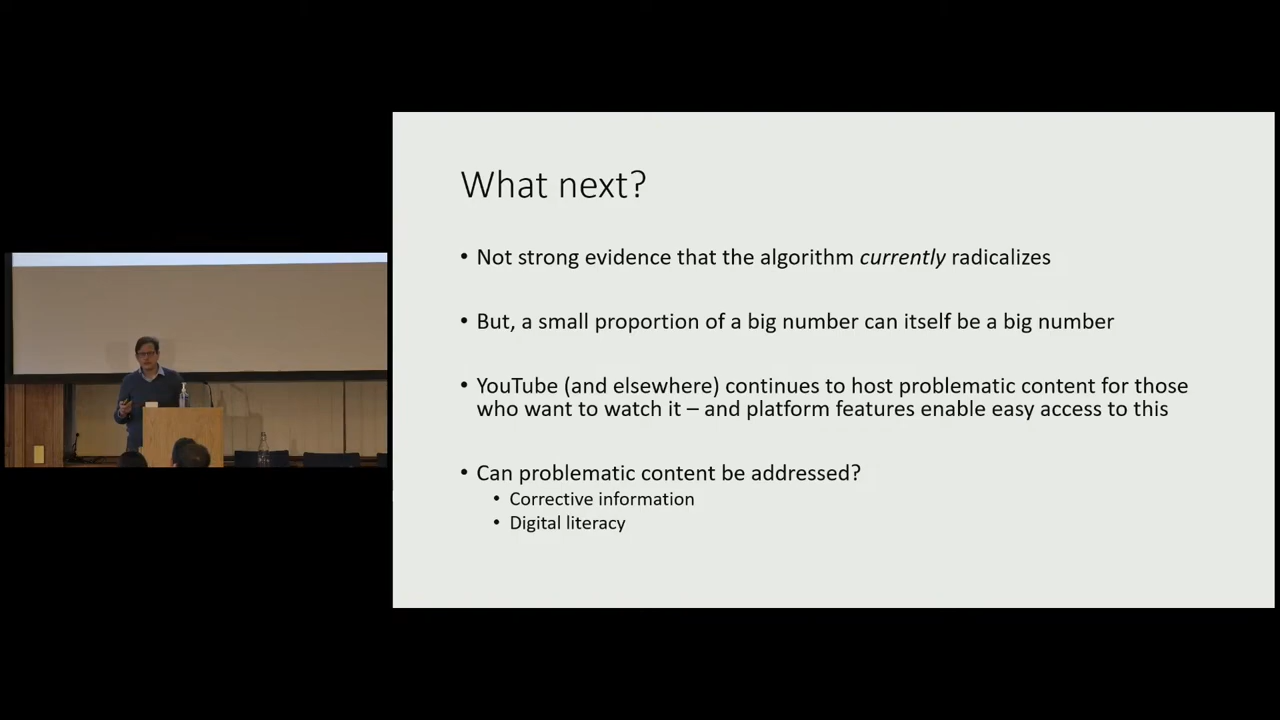 What next?
• Not strong evidence that the algorithm currently radicalizes
• But, a small proportion of a big number can itself be a big number
• YouTube (and elsewhere) continues to host problematic content for those
who want to watch it – and platform features enable easy access to this
• Can problematic content be addressed?
• Corrective information
• Digital literacy